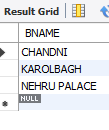 Result Grid
BNAME
CHANDNI
KAROLBAGH
NEHRU PALACE
NULL